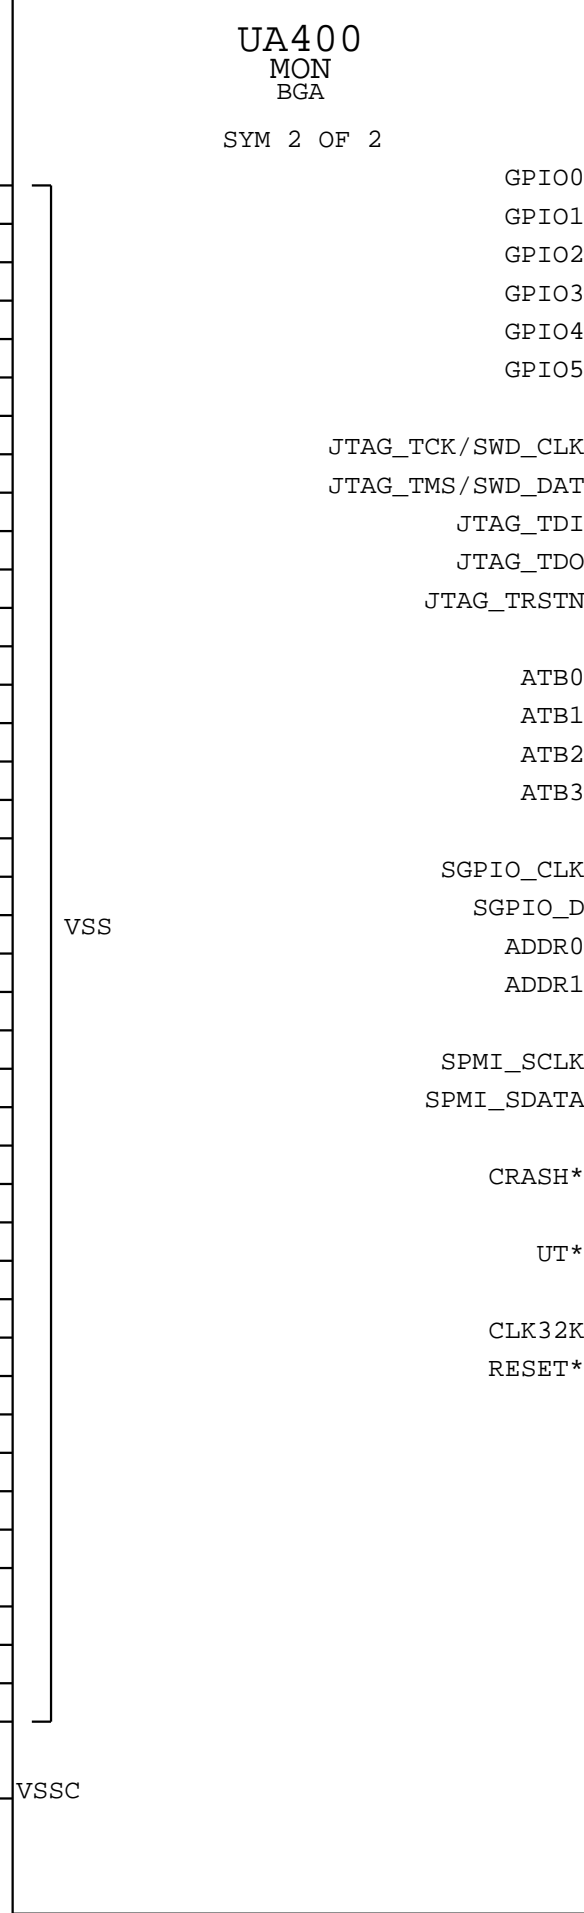 UA400
MON
BGA
SYM 2 OF 2
GPIO0
GPIO1
GPIO2
GPIO3
GPIO4
GPIO5
JTAG_TCK/SWD_CLK
JTAG_TMS/SWD_DAT
JTAG_TDI
JTAG_TDO
JTAG_TRSTN
ATB0
ATB1
ATB2
ATB3
SGPIO_CLK
SGPIO_D
VSS
ADDR0
ADDR1
SPMI_SCLK
SPMI_SDATA
CRASH*
UT*
CLK32K
RESET*
VSSC